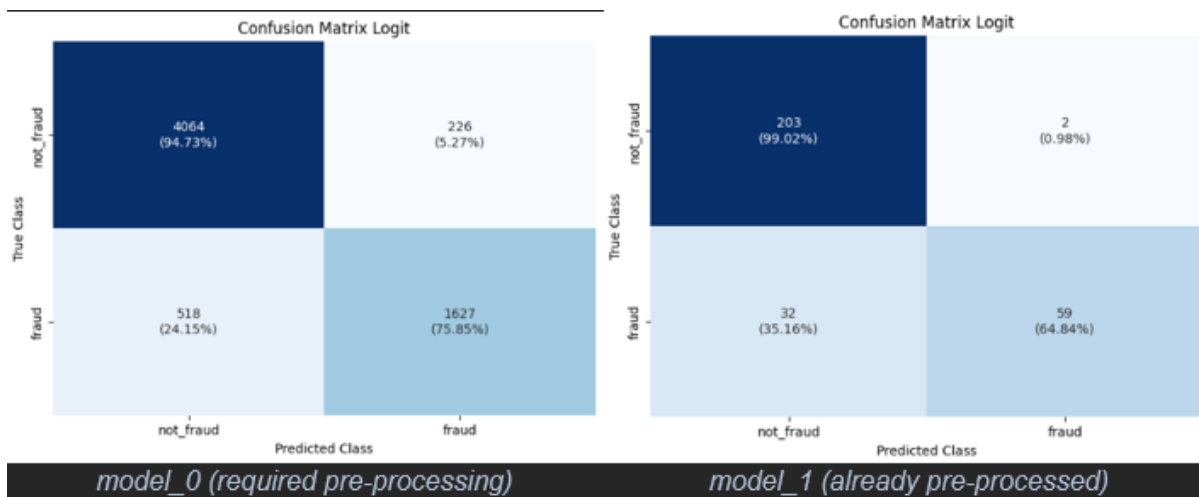 Confusion Matrix Logit
not_fraud
fraud
True Class
4064
(94.73%)
226
(5.27%)
518
(24.15%)
1627
(75.85%)
not_fraud
fraud
Predicted Class
model_0 (required pre-processing)
Confusion Matrix Logit
not_fraud
fraud
True Class
203
(99.02%)
2
(0.98%)
32
(35.16%)
59
(64.84%)
not_fraud
fraud
Predicted Class
model_1 (already pre-processed)